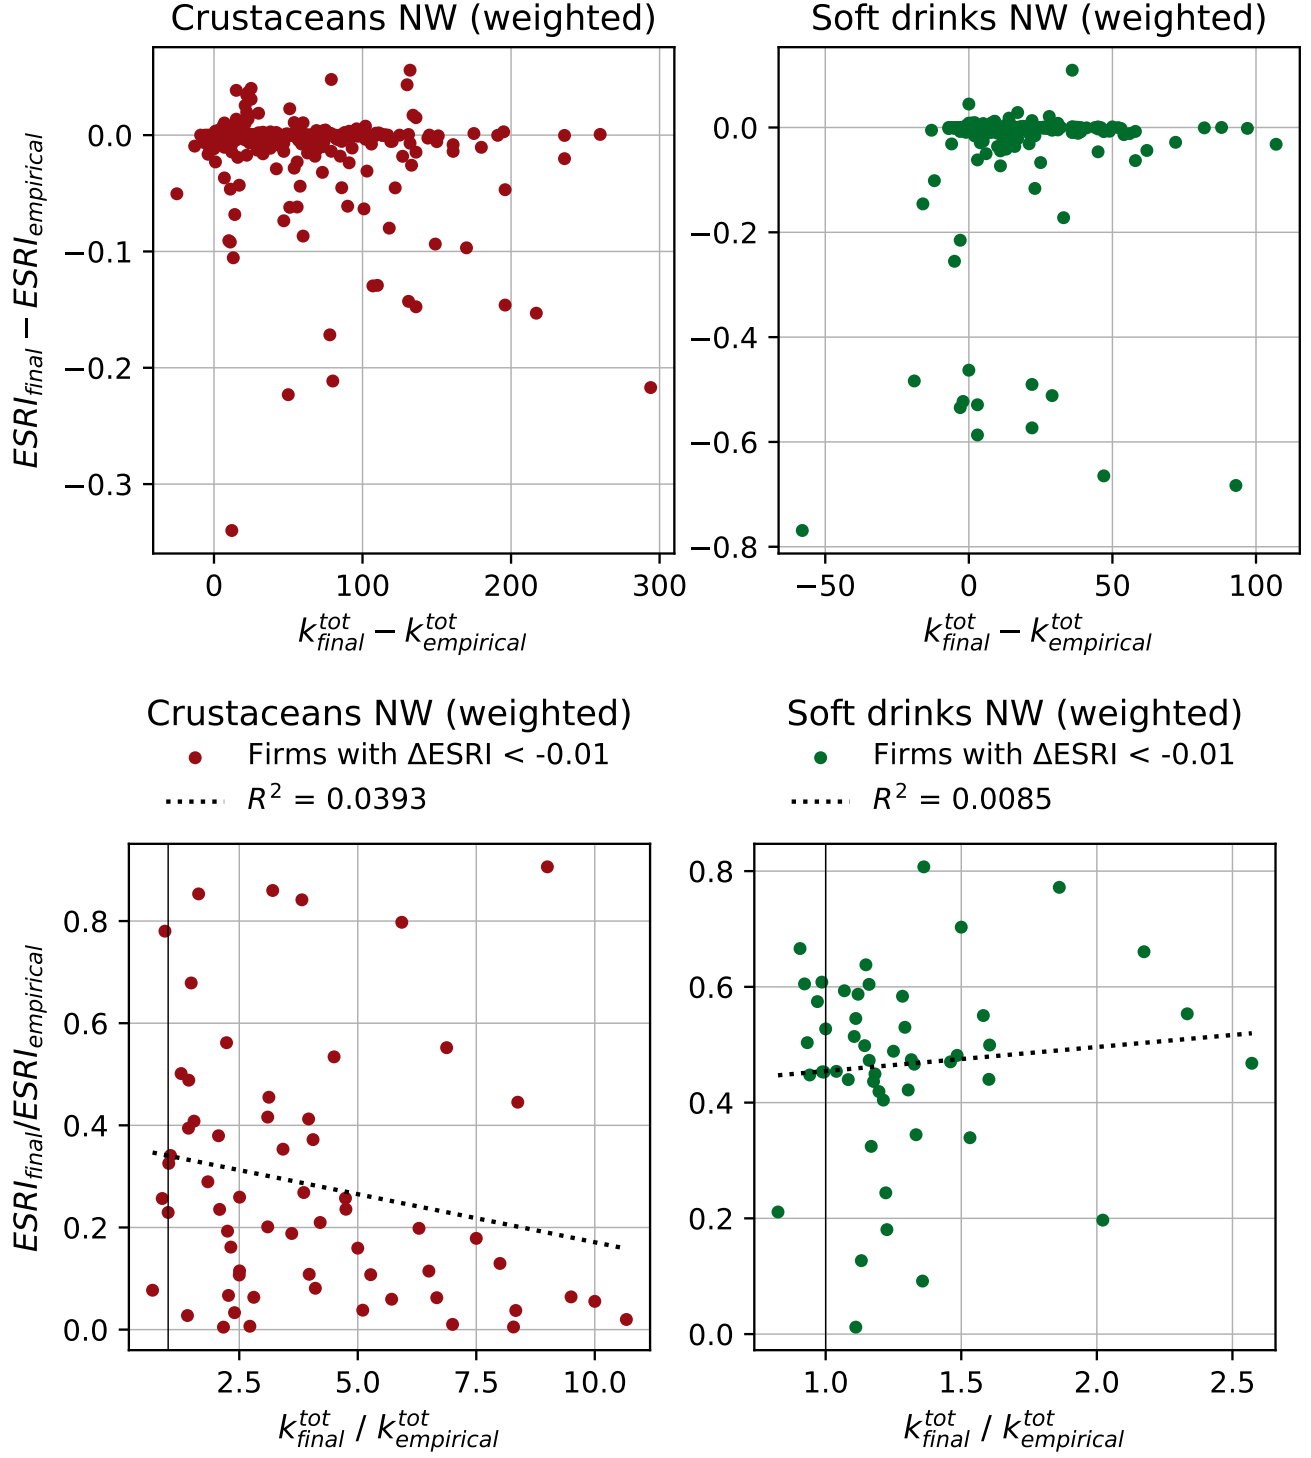 Crustaceans NW (weighted)
Soft drinks NW (weighted)
ESRI_final − ESRI_empirical
0.0
−0.1
−0.2
−0.3
0 100 200 300
k^tot_final − k^tot_empirical
0.0
−0.2
−0.4
−0.6
−0.8
−50 0 50 100
k^tot_final − k^tot_empirical
Crustaceans NW (weighted)
Firms with ΔESRI < -0.01
R² = 0.0393
Soft drinks NW (weighted)
Firms with ΔESRI < -0.01
R² = 0.0085
ESRI_final/ESRI_empirical
0.8
0.6
0.4
0.2
0.0
2.5 5.0 7.5 10.0
k^tot_final / k^tot_empirical
0.8
0.6
0.4
0.2
0.0
1.0 1.5 2.0 2.5
k^tot_final / k^tot_empirical